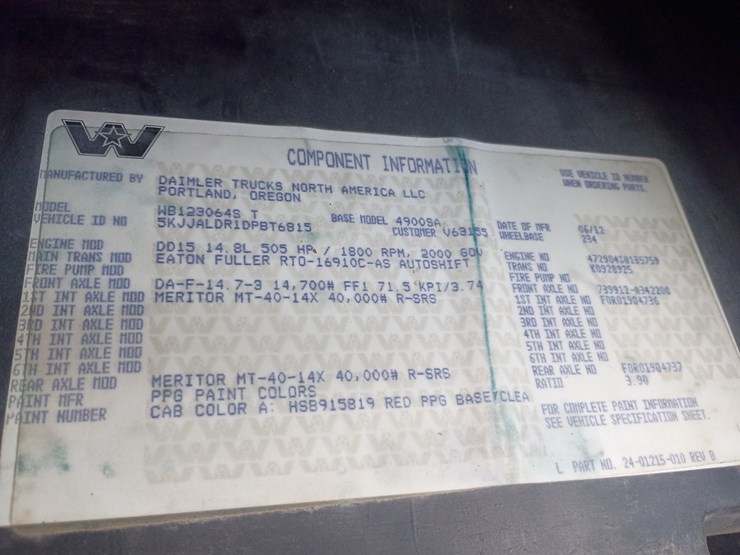 COMPONENT INFORMATION
USE VEHICLE ID NUMBER
WHEN ORDERING PARTS.
MANUFACTURED BY DAIMLER TRUCKS NORTH AMERICA LLC
PORTLAND, OREGON
MODEL WB123064S T BASE MODEL 4900SA DATE OF MFR 06/12
VEHICLE ID NO 5KJJALDR1DPBT6815 CUSTOMER V63155 WHEELBASE 234
ENGINE MOD DD15 14.8L 505 HP / 1800 RPM, 2000 GOV ENGINE NO
MAIN TRANS MOD EATON FULLER RTO-16910C-AS AUTOSHIFT TRANS NO
FIRE PUMP MOD FIRE PUMP NO
FRONT AXLE MOD DA-F-14.7-3 14,700# FF1 71.5 KPI/3.74 FRONT AXLE NO
1ST INT AXLE MOD MERITOR MT-40-14X 40,000# R-SRS 1ST INT AXLE NO FOR01904736
2ND INT AXLE MOD 2ND INT AXLE NO
3RD INT AXLE MOD 3RD INT AXLE NO
4TH INT AXLE MOD 4TH INT AXLE NO
5TH INT AXLE MOD 5TH INT AXLE NO
6TH INT AXLE MOD 6TH INT AXLE NO
REAR AXLE MOD MERITOR MT-40-14X 40,000# R-SRS REAR AXLE NO FOR01904737
PAINT MFR PPG PAINT COLORS RATIO 3.90
PAINT NUMBER CAB COLOR A: HSB915819 RED PPG BASE/CLEA
FOR COMPLETE PAINT INFORMATION
SEE VEHICLE SPECIFICATION SHEET.
L PART NO. 24-01215-010 REV B